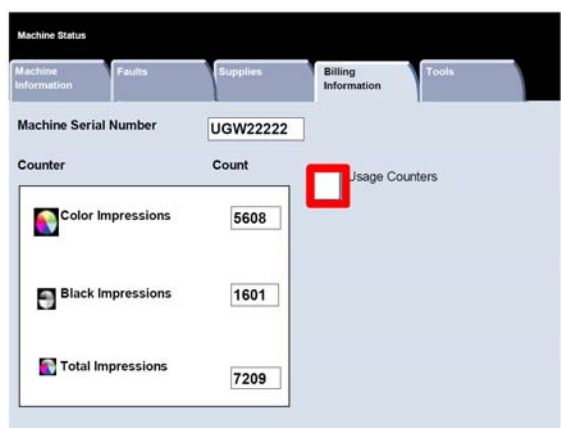 Machine Status
Machine
Information
Faults
Supplies
Billing
Information
Tools
Machine Serial Number
UGW22222
Counter
Count
Usage Counters
Color Impressions
5608
Black Impressions
1601
Total Impressions
7209